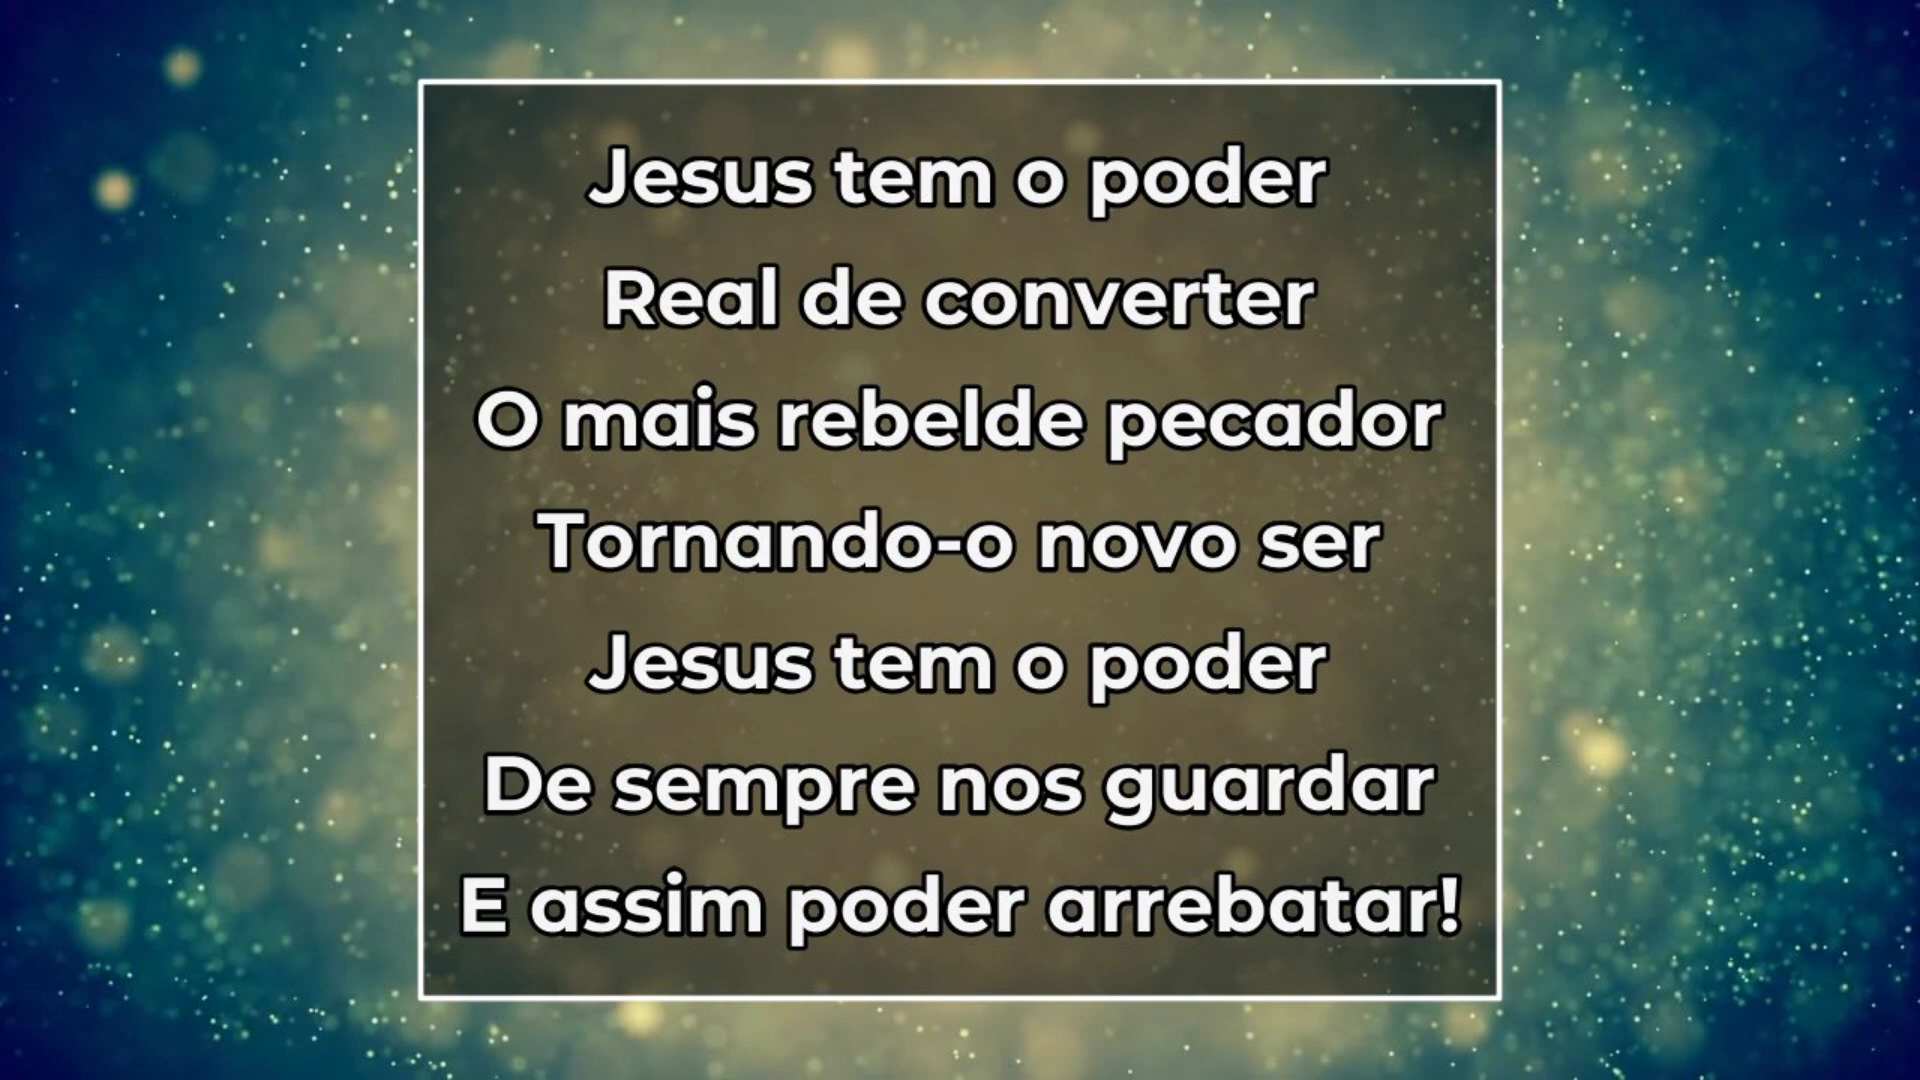 Jesus tem o poder
Real de converter
O mais rebelde pecador
Tornando-o novo ser
Jesus tem o poder
De sempre nos guardar
E assim poder arrebatar!